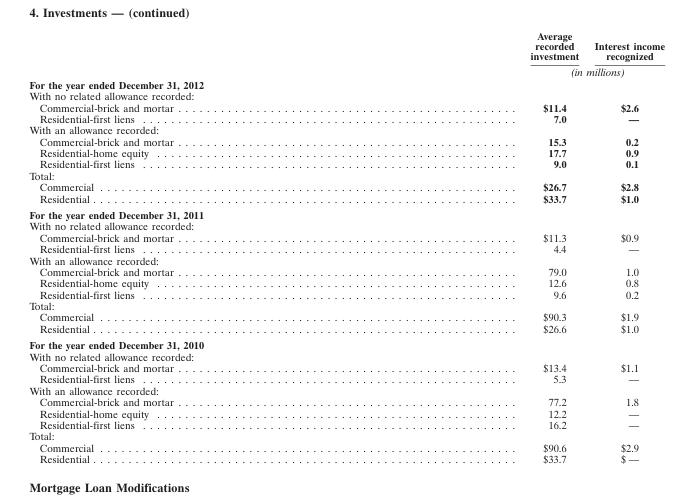 4. Investments — (continued)
Average recorded investment Interest income recognized
(in millions)
For the year ended December 31, 2012
With no related allowance recorded:
Commercial-brick and mortar $11.4 $2.6
Residential-first liens 7.0 —
With an allowance recorded:
Commercial-brick and mortar 15.3 0.2
Residential-home equity 17.7 0.9
Residential-first liens 9.0 0.1
Total:
Commercial $26.7 $2.8
Residential $33.7 $1.0
For the year ended December 31, 2011
With no related allowance recorded:
Commercial-brick and mortar $11.3 $0.9
Residential-first liens 4.4 —
With an allowance recorded:
Commercial-brick and mortar 79.0 1.0
Residential-home equity 12.6 0.8
Residential-first liens 9.6 0.2
Total:
Commercial $90.3 $1.9
Residential $26.6 $1.0
For the year ended December 31, 2010
With no related allowance recorded:
Commercial-brick and mortar $13.4 $1.1
Residential-first liens 5.3 —
With an allowance recorded:
Commercial-brick and mortar 77.2 1.8
Residential-home equity 12.2 —
Residential-first liens 16.2 —
Total:
Commercial $90.6 $2.9
Residential $33.7 $ —
Mortgage Loan Modifications